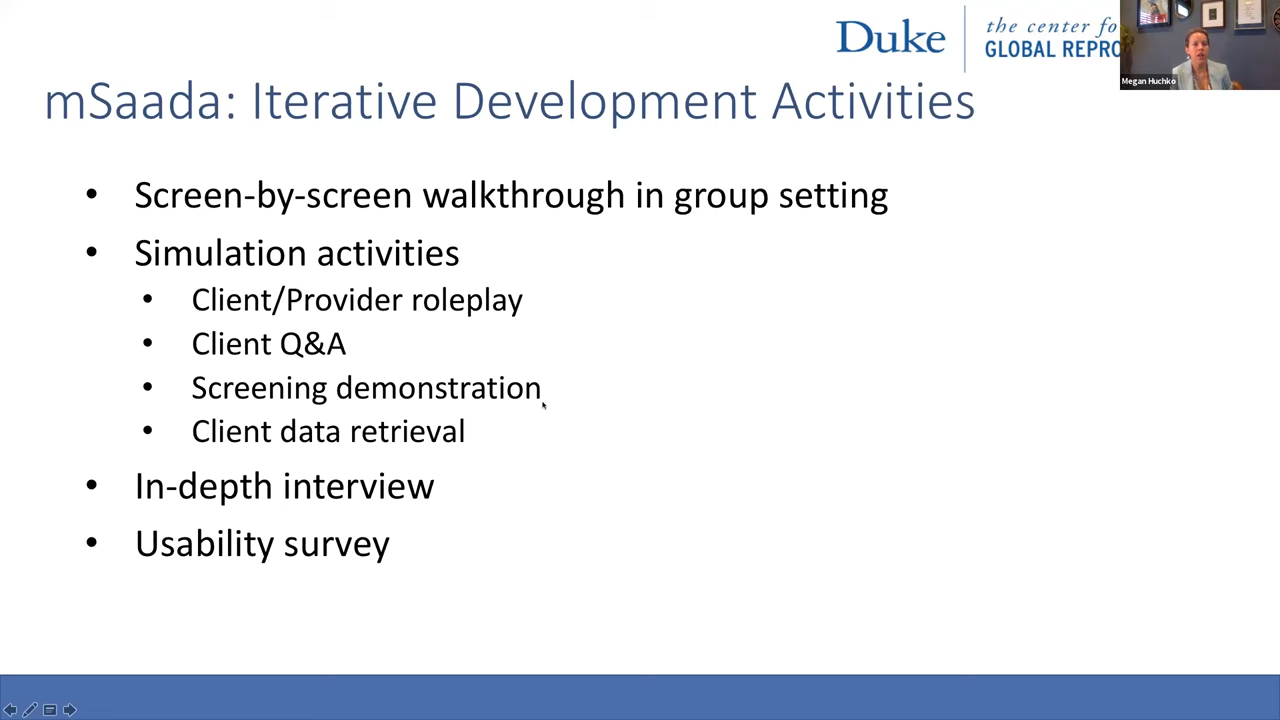 Duke
the center fo
GLOBAL REPRO
Megan Huchko
mSaada: Iterative Development Activities
• Screen-by-screen walkthrough in group setting
• Simulation activities
• Client/Provider roleplay
• Client Q&A
• Screening demonstration
• Client data retrieval
• In-depth interview
• Usability survey